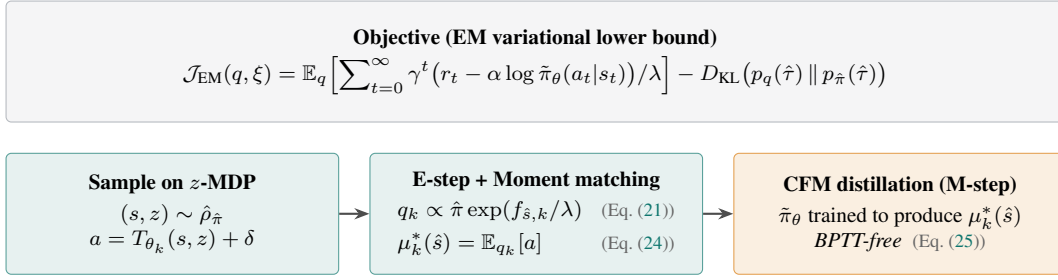 Objective (EM variational lower bound)
𝒥_EM(q, ξ) = 𝔼_q[∑_{t=0}^{∞} γ^t (r_t − α log π̃_θ(a_t|s_t))/λ] − D_KL(p_q(τ̂) ∥ p_π̂(τ̂))
Sample on z-MDP
(s, z) ∼ ρ̂_π̂
a = T_{θ_k}(s, z) + δ
E-step + Moment matching
q_k ∝ π̂ exp(f_{ŝ,k}/λ) (Eq. (21))
μ*_k(ŝ) = 𝔼_{q_k}[a] (Eq. (24))
CFM distillation (M-step)
π̃_θ trained to produce μ*_k(ŝ)
BPTT-free (Eq. (25))